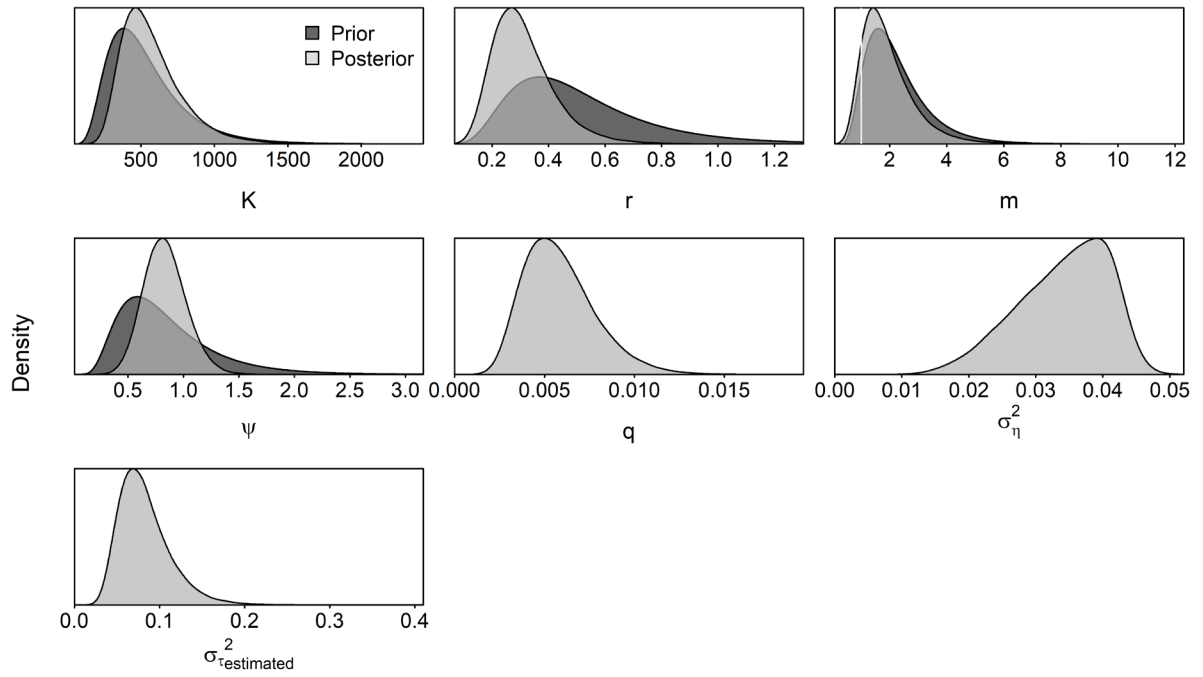 Prior
Posterior
500 1000 1500 2000
K
0.2 0.4 0.6 0.8 1.0 1.2
r
2 4 6 8 10 12
m
Density
0.5 1.0 1.5 2.0 2.5 3.0
ψ
0.000 0.005 0.010 0.015
q
0.00 0.01 0.02 0.03 0.04 0.05
σ²η
0.0 0.1 0.2 0.3 0.4
σ²τestimated